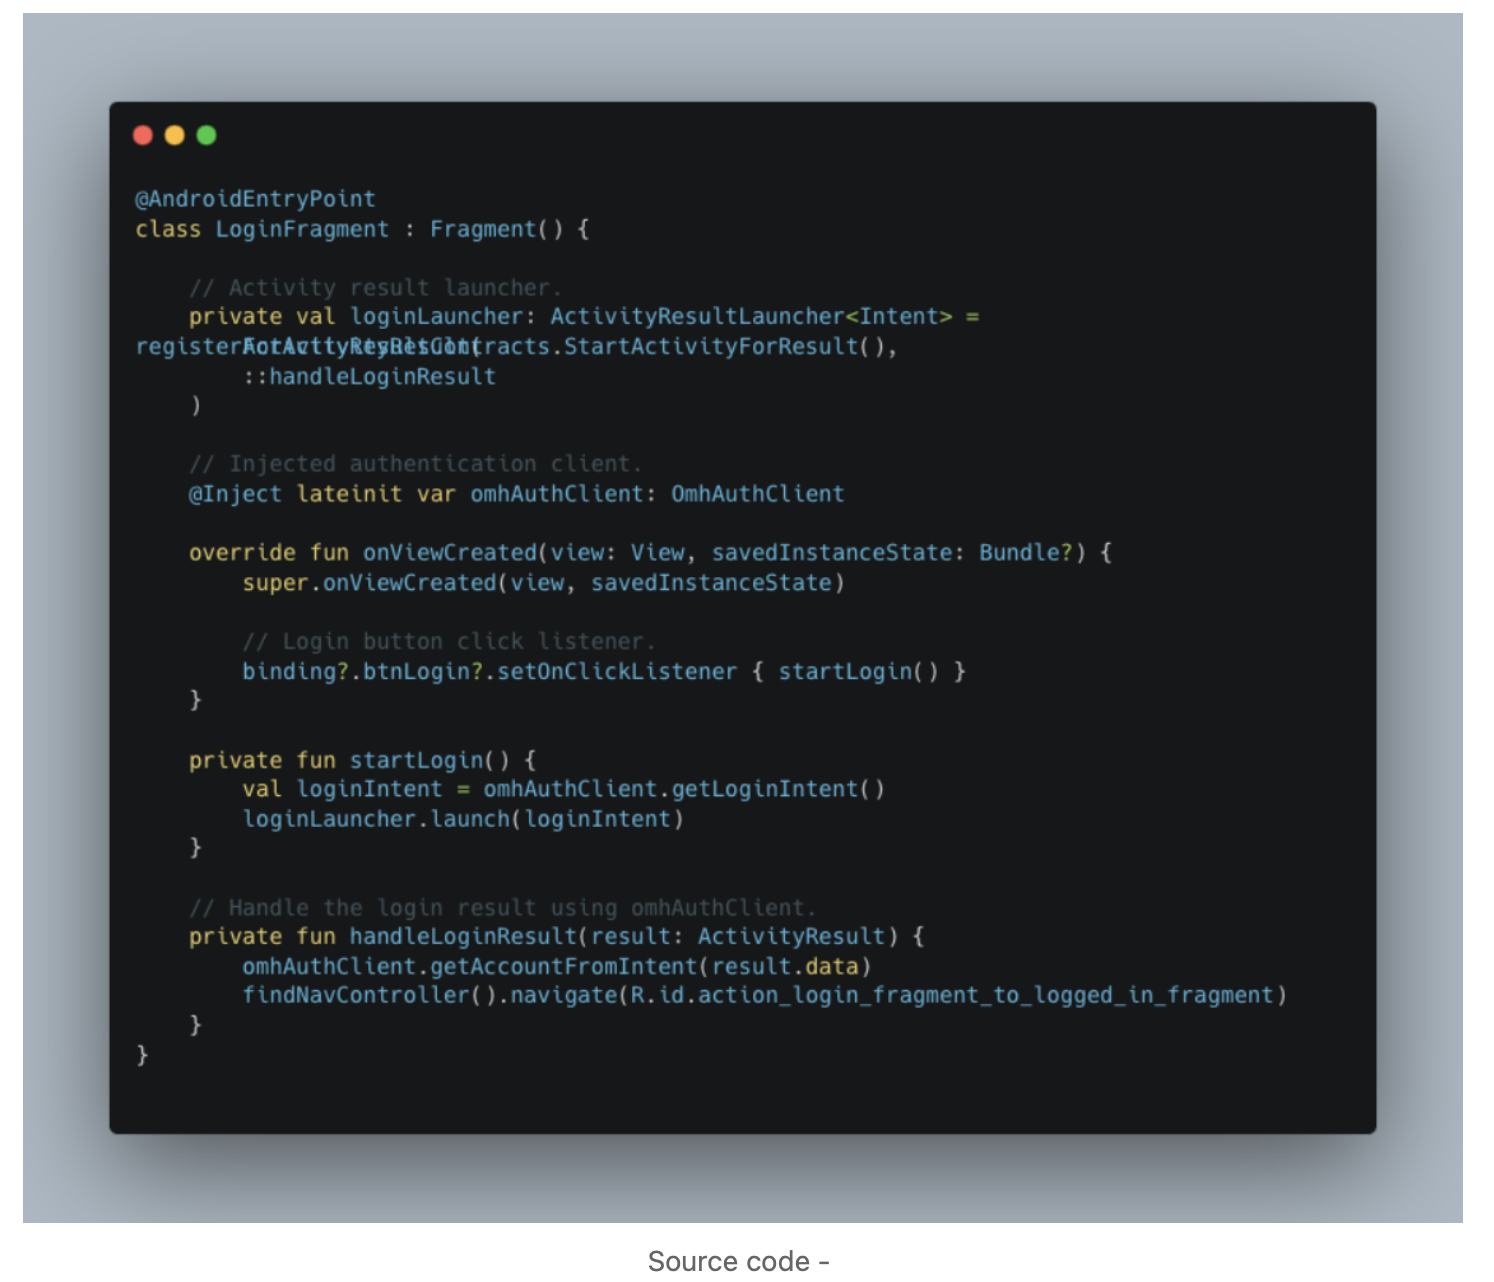 @AndroidEntryPoint
class LoginFragment : Fragment() {
// Activity result launcher.
private val loginLauncher: ActivityResultLauncher<Intent> =
registerForActivityResult(
ActivityResultContracts.StartActivityForResult(),
::handleLoginResult
)
// Injected authentication client.
@Inject lateinit var omhAuthClient: OmhAuthClient
override fun onViewCreated(view: View, savedInstanceState: Bundle?) {
super.onViewCreated(view, savedInstanceState)
// Login button click listener.
binding?.btnLogin?.setOnClickListener { startLogin() }
}
private fun startLogin() {
val loginIntent = omhAuthClient.getLoginIntent()
loginLauncher.launch(loginIntent)
}
// Handle the login result using omhAuthClient.
private fun handleLoginResult(result: ActivityResult) {
omhAuthClient.getAccountFromIntent(result.data)
findNavController().navigate(R.id.action_login_fragment_to_logged_in_fragment)
}
}
Source code -